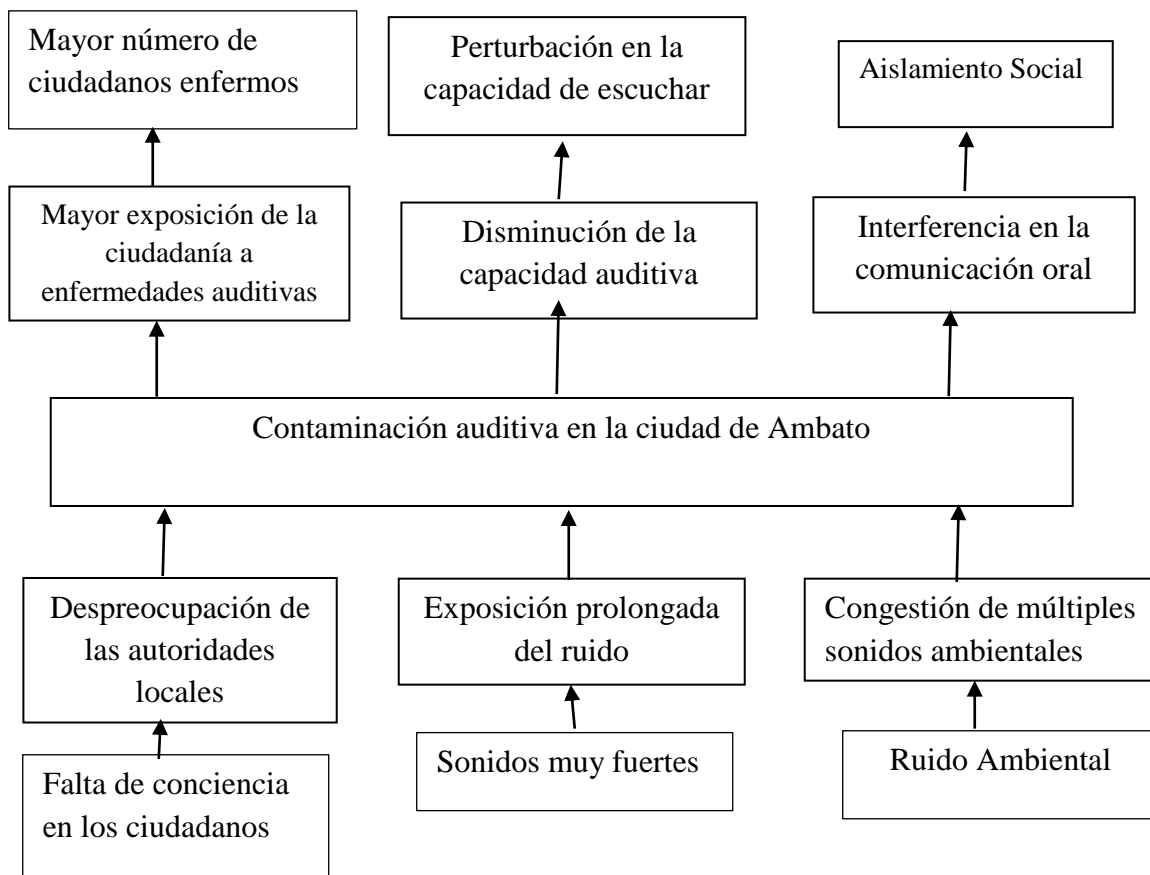 Mayor número de
ciudadanos enfermos
Perturbación en la
capacidad de escuchar
Aislamiento Social
Mayor exposición de la
ciudadanía a
enfermedades auditivas
Disminución de la
capacidad auditiva
Interferencia en la
comunicación oral
Contaminación auditiva en la ciudad de Ambato
Despreocupación de
las autoridades
locales
Exposición prolongada
del ruido
Congestión de múltiples
sonidos ambientales
Falta de conciencia
en los ciudadanos
Sonidos muy fuertes
Ruido Ambiental